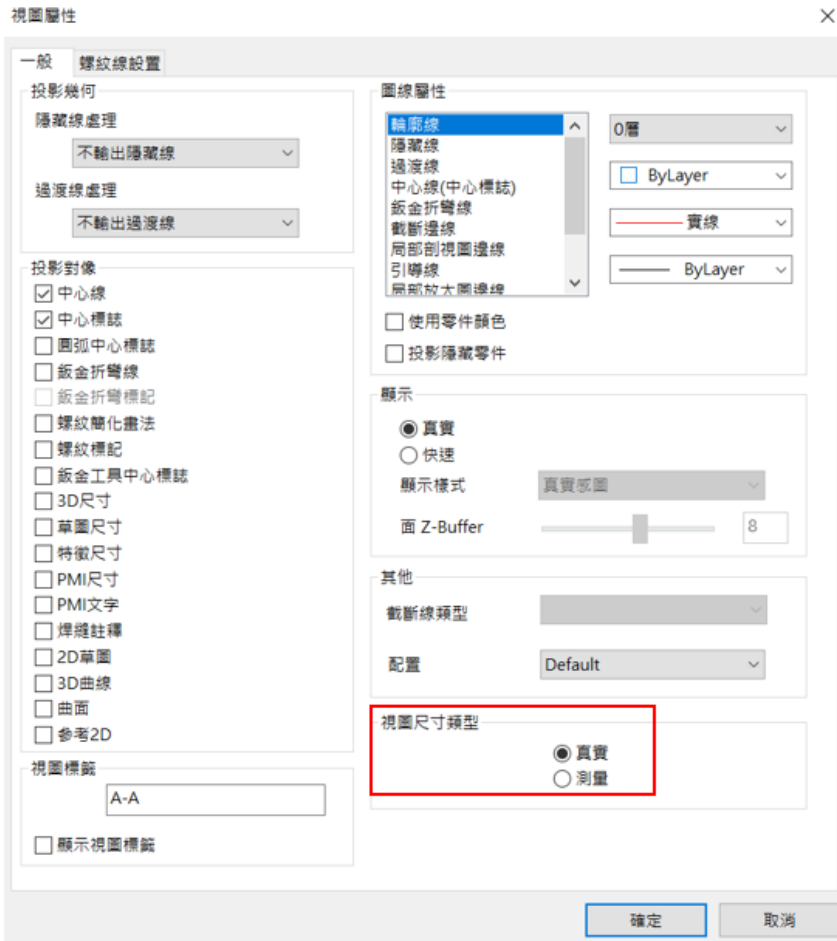 視圖屬性
一般
螺紋線設置
投影幾何
隱藏線處理
不輸出隱藏線
過渡線處理
不輸出過渡線
投影對像
中心線
中心標誌
圓弧中心標誌
鈑金折彎線
鈑金折彎標記
螺紋簡化畫法
螺紋標記
鈑金工具中心標誌
3D尺寸
草圖尺寸
特徵尺寸
PMI尺寸
PMI文字
焊縫註釋
2D草圖
3D曲線
曲面
參考2D
視圖標籤
A-A
顯示視圖標籤
圖線屬性
輪廓線
隱藏線
過渡線
中心線(中心標誌)
鈑金折彎線
截斷邊線
局部剖視圖邊線
引導線
局部放大圖邊線
0層
ByLayer
實線
ByLayer
使用零件顏色
投影隱藏零件
顯示
真實
快速
顯示樣式
真實感圖
面 Z-Buffer
8
其他
截斷線類型
配置
Default
視圖尺寸類型
真實
測量
確定
取消